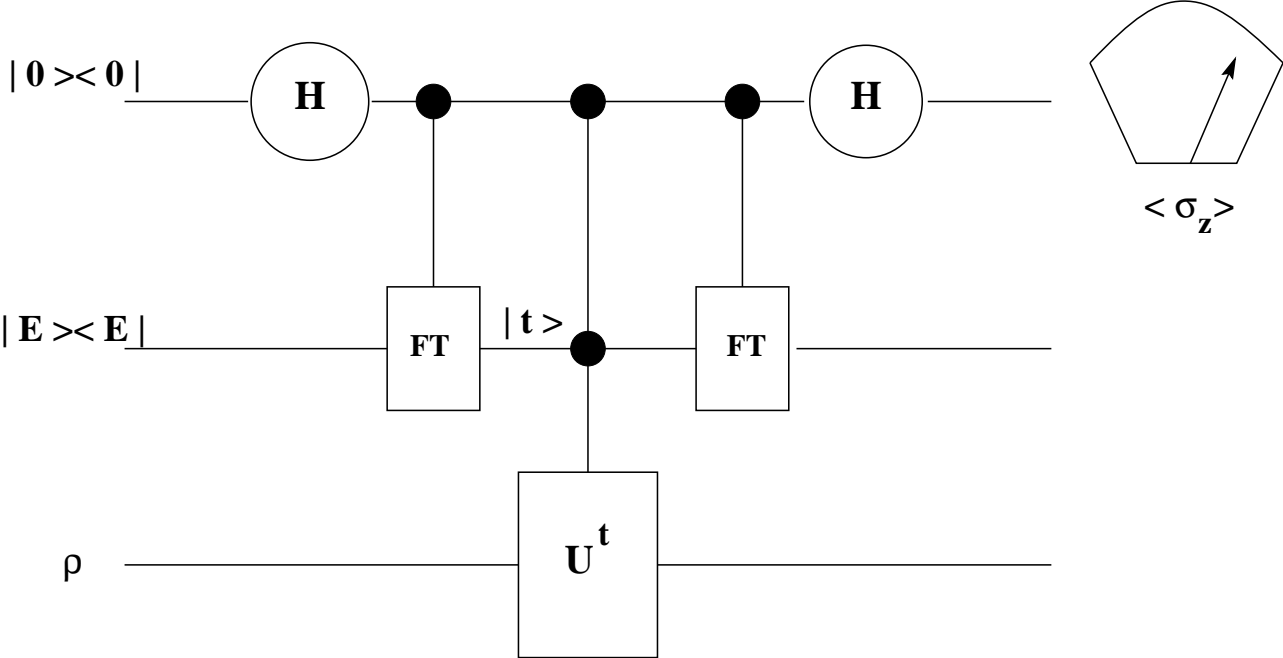 | 0 >< 0 |
H
H
< σz >
| E >< E |
FT
| t >
FT
ρ
U^t